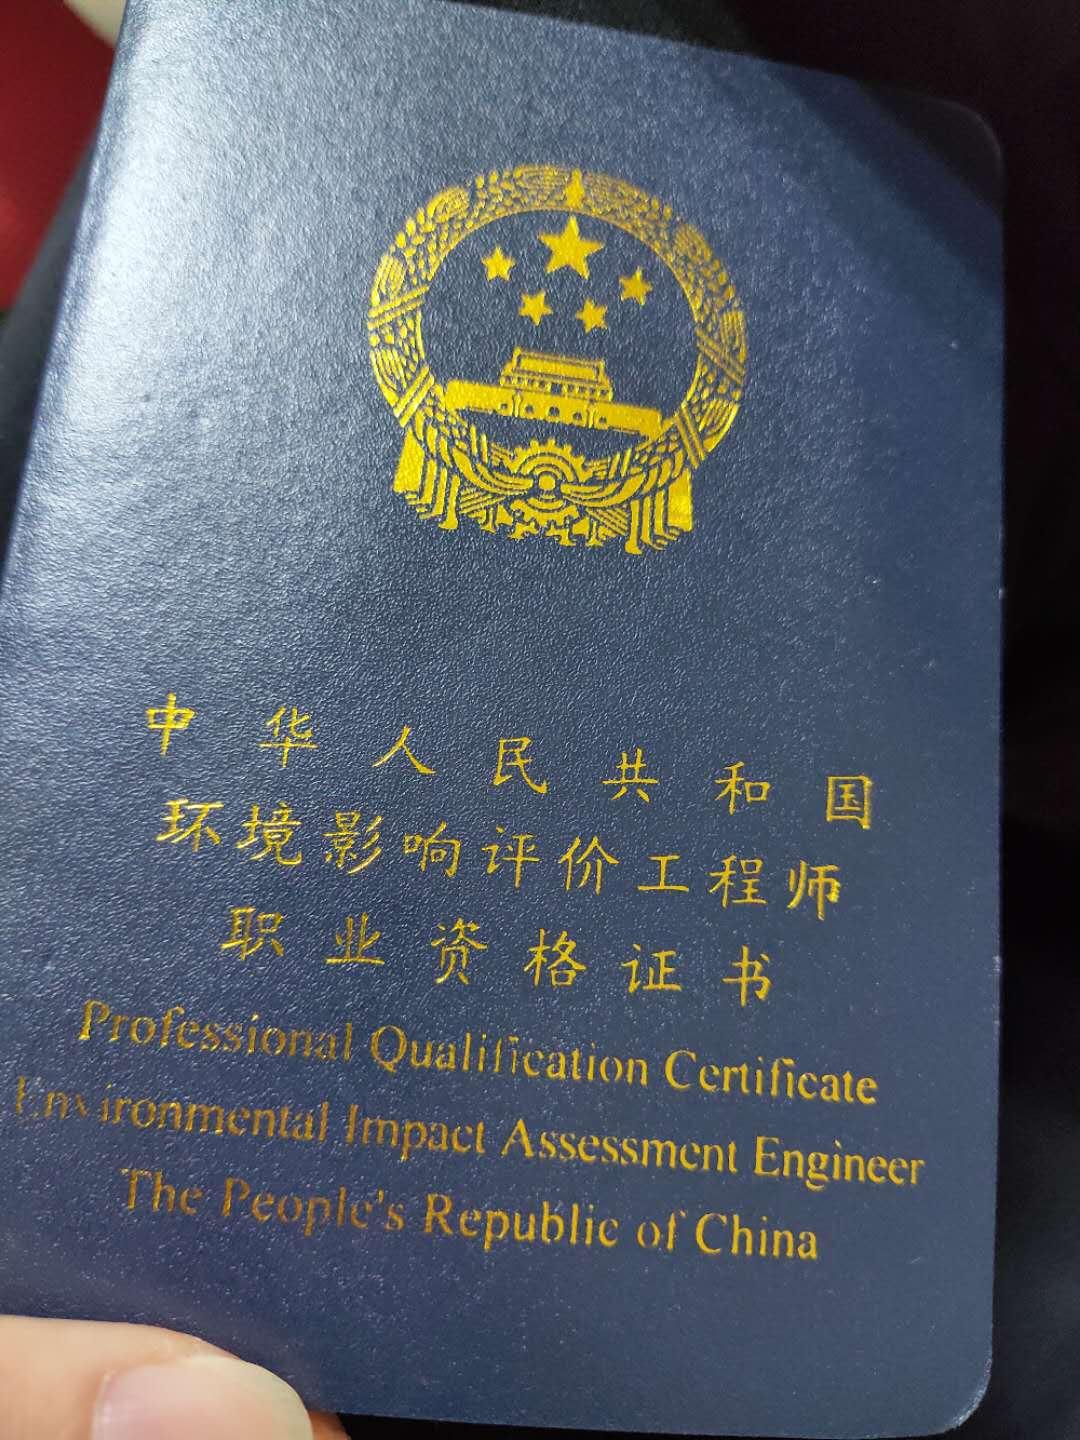 中华人民共和国
环境影响评价工程师
职业资格证书
Professional Qualification Certificate
Environmental Impact Assessment Engineer
The People's Republic of China